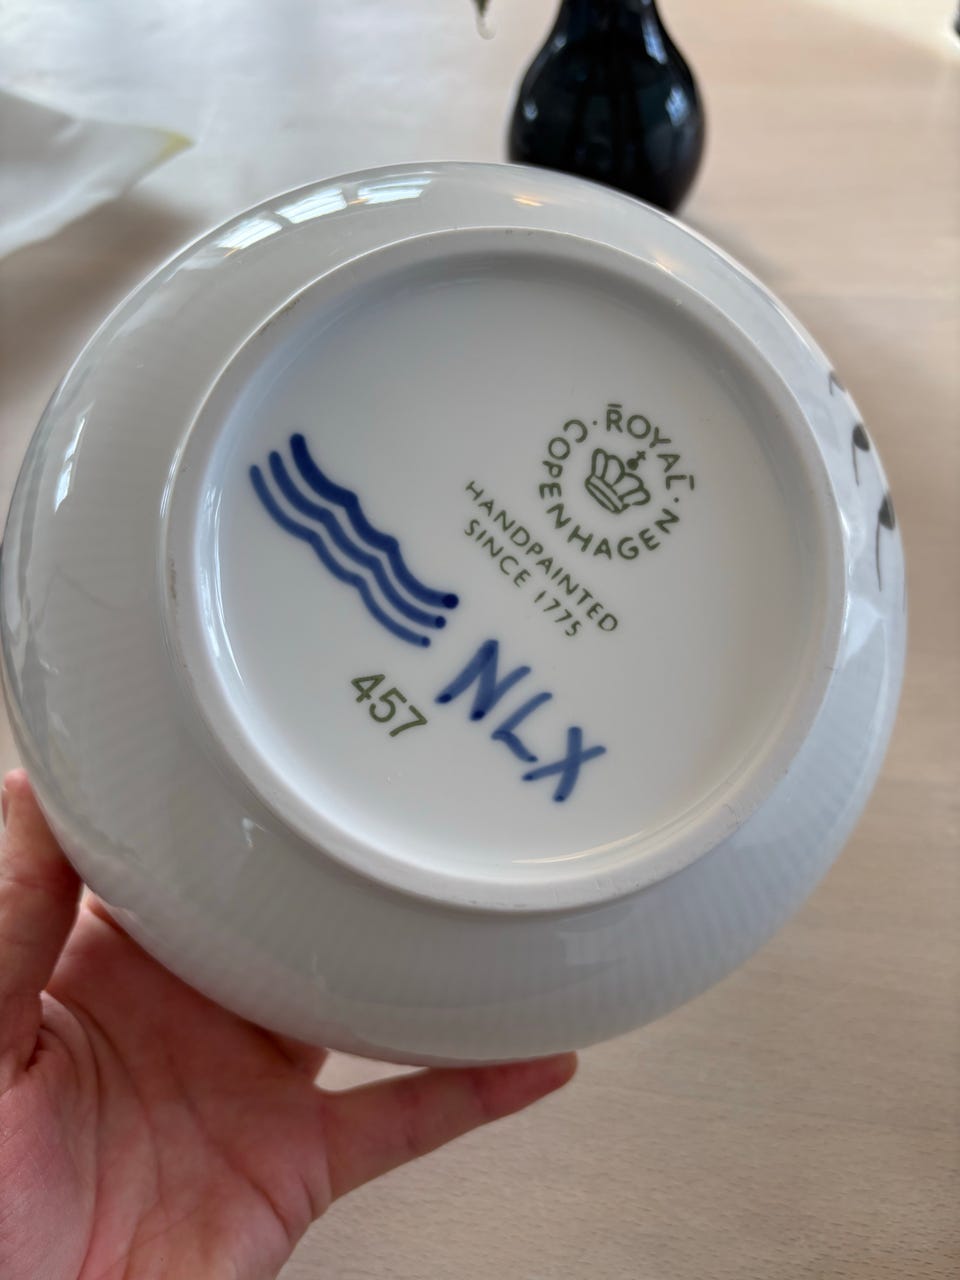 ROYAL · COPENHAGEN ·
HANDPAINTED
SINCE 1775
NLX
457